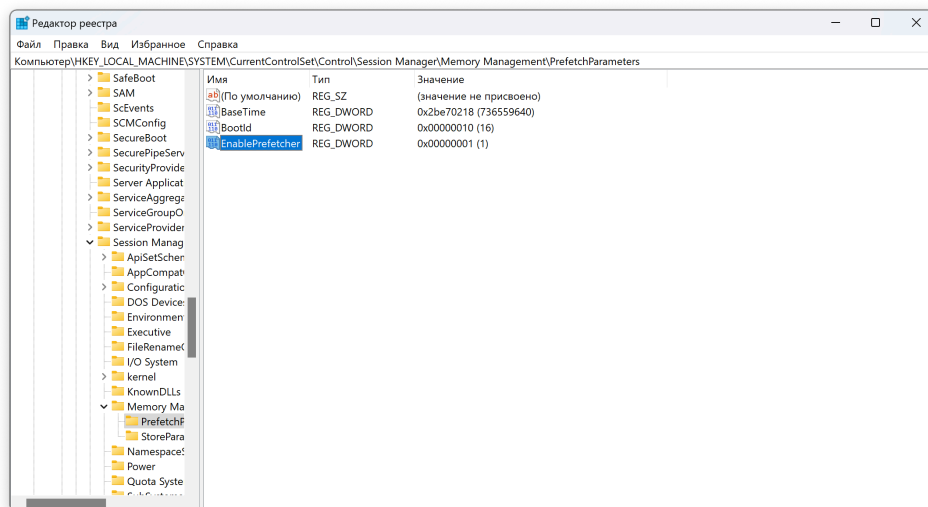 Редактор реестра
Файл Правка Вид Избранное Справка
Компьютер\HKEY_LOCAL_MACHINE\SYSTEM\CurrentControlSet\Control\Session Manager\Memory Management\PrefetchParameters
SafeBoot
SAM
ScEvents
SCMConfig
SecureBoot
SecurePipeServ
SecurityProvide
Server Applicat
ServiceAggrega
ServiceGroupO
ServiceProvider
Session Manag
ApiSetSchem
AppCompat
Configuratio
DOS Devices
Environmen
Executive
FileRename
I/O System
kernel
KnownDLLs
Memory Ma
PrefetchP
StorePara
NamespaceS
Power
Quota Syste
Имя Тип Значение
(По умолчанию) REG_SZ (значение не присвоено)
BaseTime REG_DWORD 0x2be70218 (736559640)
BootId REG_DWORD 0x00000010 (16)
EnablePrefetcher REG_DWORD 0x00000001 (1)